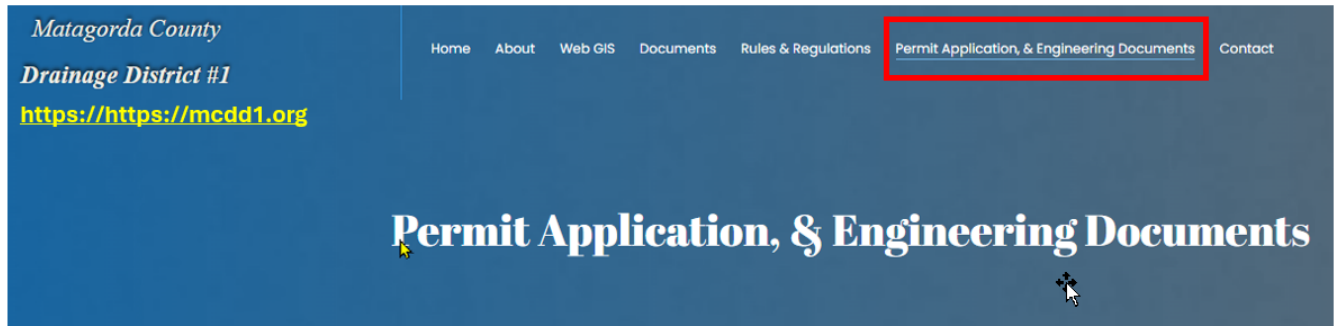 Matagorda County
Drainage District #1
https://https://mcdd1.org
Home About Web GIS Documents Rules & Regulations Permit Application, & Engineering Documents Contact
Permit Application, & Engineering Documents